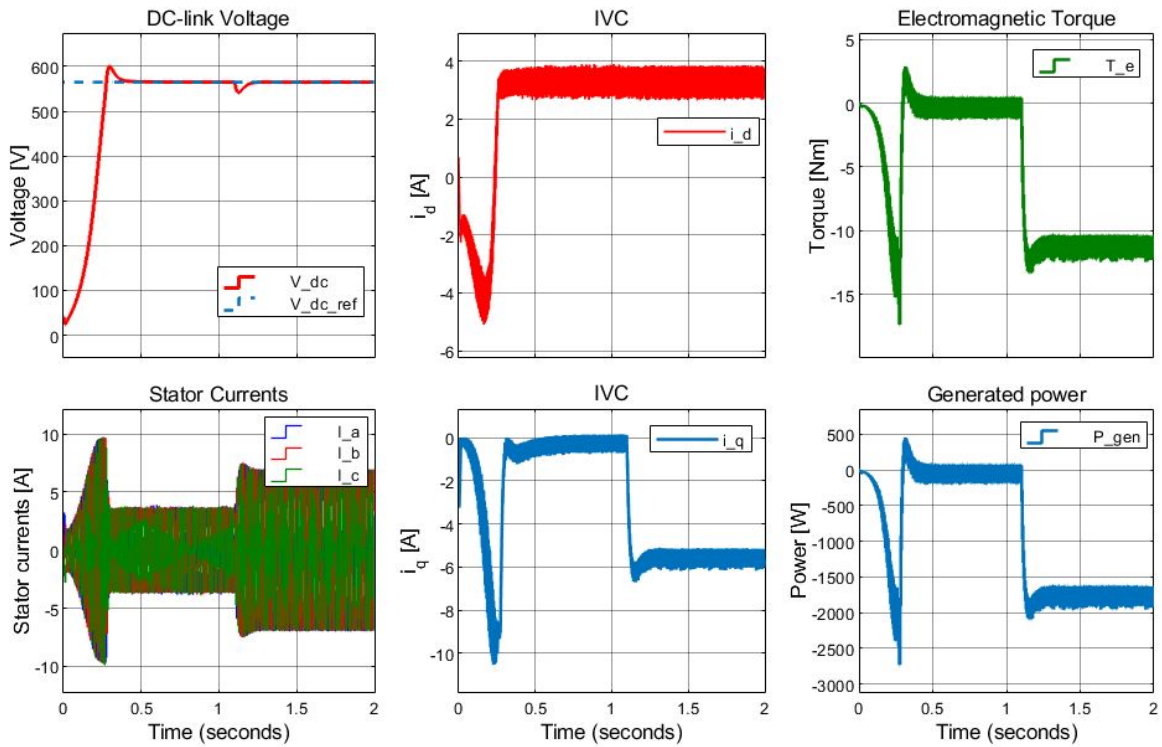 DC-link Voltage
Voltage [V]
600
500
400
300
200
100
0
V_dc
V_dc_ref
IVC
i_d [A]
4
2
0
-2
-4
-6
i_d
Electromagnetic Torque
Torque [Nm]
5
0
-5
-10
-15
T_e
Stator Currents
Stator currents [A]
10
5
0
-5
-10
I_a
I_b
I_c
0 0.5 1 1.5 2
Time (seconds)
IVC
i_q [A]
0
-2
-4
-6
-8
-10
i_q
0 0.5 1 1.5 2
Time (seconds)
Generated power
Power [W]
500
0
-500
-1000
-1500
-2000
-2500
-3000
P_gen
0 0.5 1 1.5 2
Time (seconds)